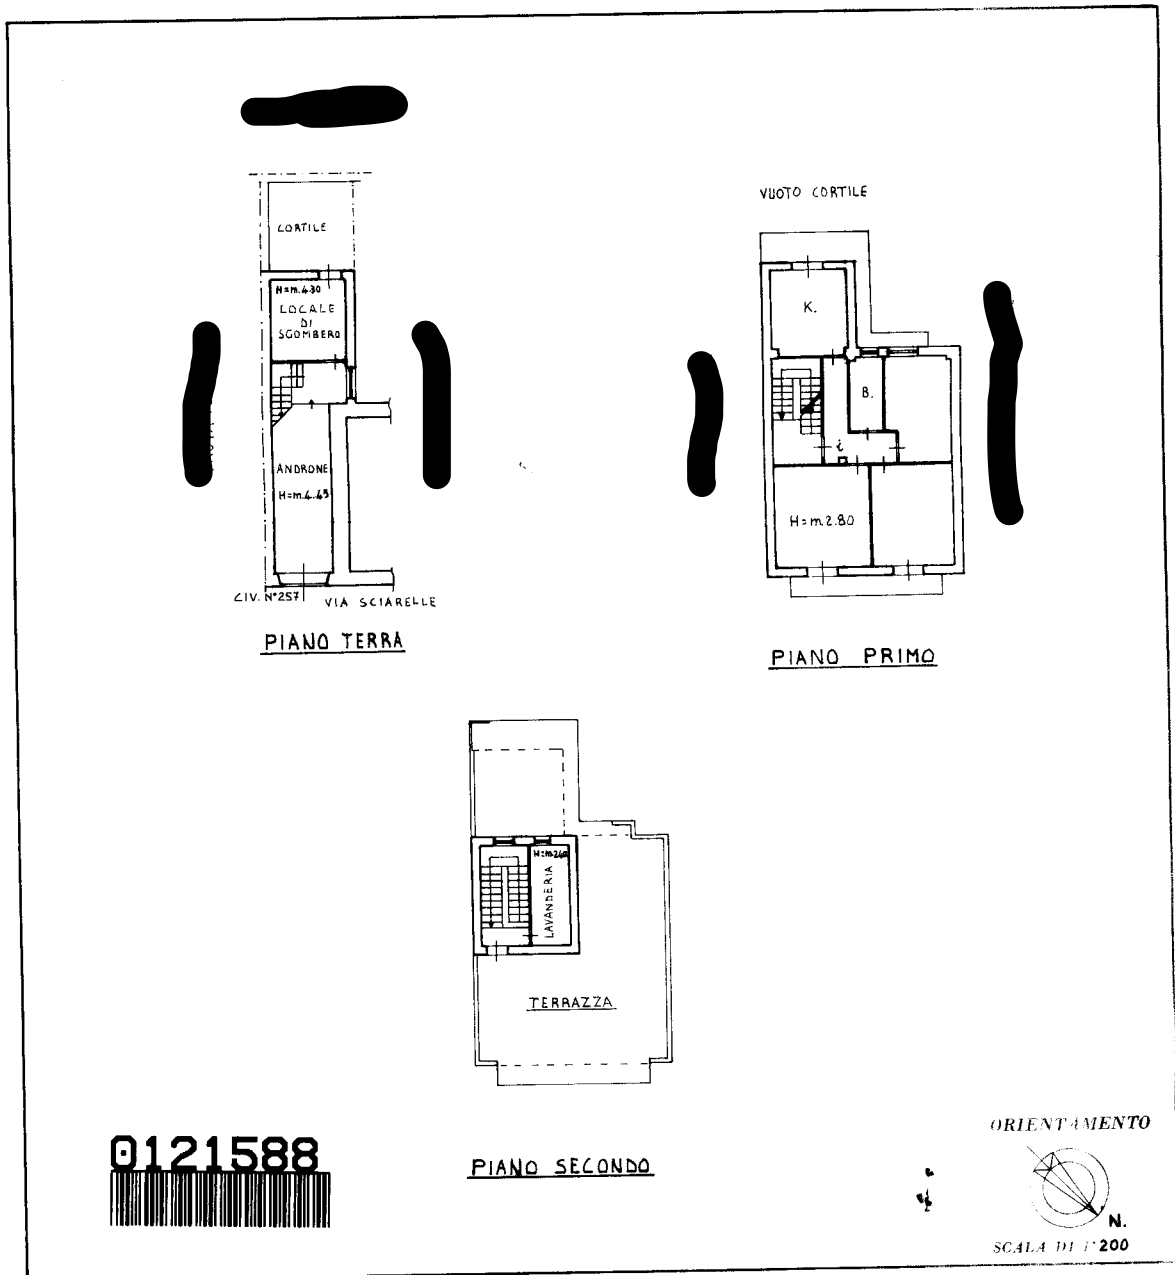 CORTILE
H=m.4.30
LOCALE
DI
SGOMBERO
ANDRONE
H=m.4.45
CIV. N°257
VIA SCIARELLE
PIANO TERRA
VUOTO CORTILE
K.
B.
i
H=m.2.80
PIANO PRIMO
LAVANDERIA
TERRAZZA
PIANO SECONDO
0121588
ORIENTAMENTO
N.
SCALA DI 1:200